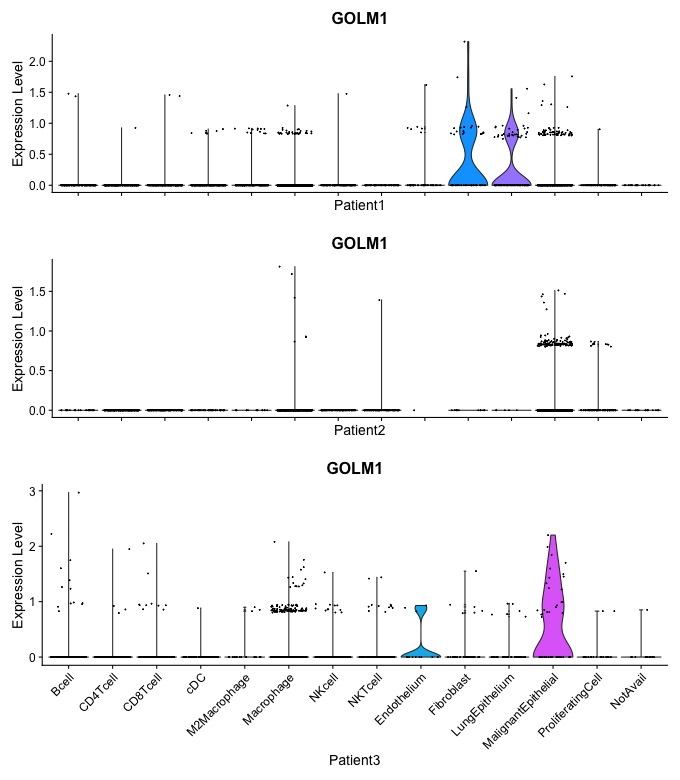 GOLM1
Expression Level
2.0
1.5
1.0
0.5
0.0
Patient1
GOLM1
Expression Level
1.5
1.0
0.5
0.0
Patient2
GOLM1
Expression Level
3
2
1
0
Bcell
CD4Tcell
CD8Tcell
cDC
M2Macrophage
Macrophage
NKcell
NKTcell
Endothelium
Fibroblast
LungEpithelium
MalignantEpithelial
ProliferatingCell
NotAvail
Patient3